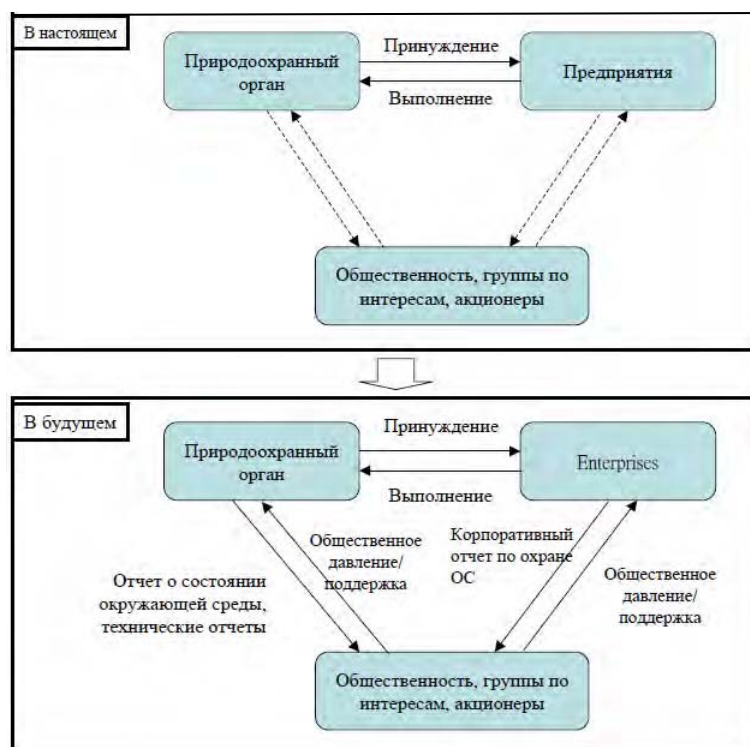 В настоящем
Природоохранный
орган
Принуждение
Выполнение
Предприятия
Общественность, группы по
интересам, акционеры
В будущем
Природоохранный
орган
Принуждение
Выполнение
Enterprises
Отчет о состоянии
окружающей среды,
технические отчеты
Общественное
давление/
поддержка
Корпоративный
отчет по охране
ОС
Общественное
давление/
поддержка
Общественность, группы по
интересам, акционеры